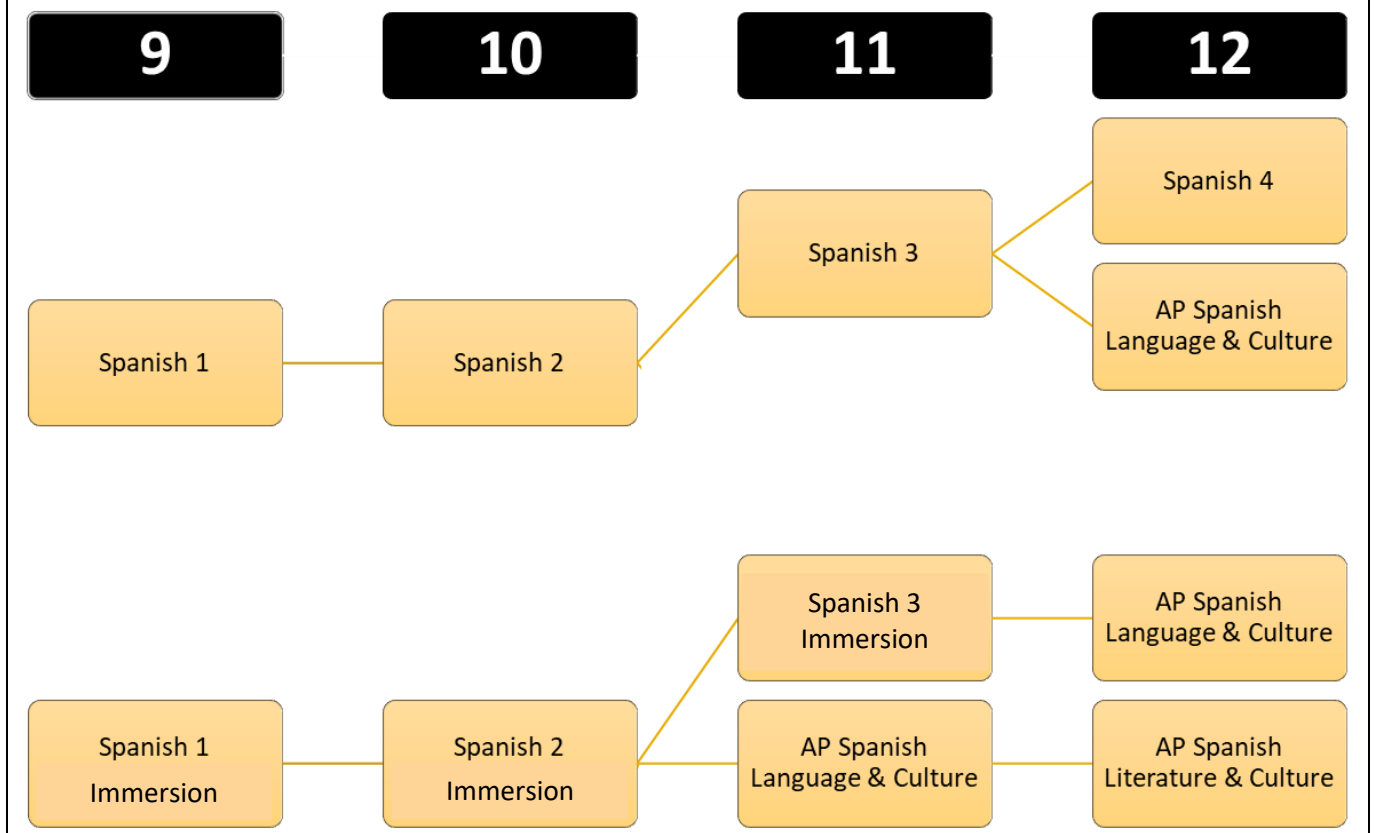 9
10
11
12
Spanish 4
Spanish 3
AP Spanish
Language & Culture
Spanish 1
Spanish 2
Spanish 3
Immersion
AP Spanish
Language & Culture
Spanish 1
Immersion
Spanish 2
Immersion
AP Spanish
Language & Culture
AP Spanish
Literature & Culture